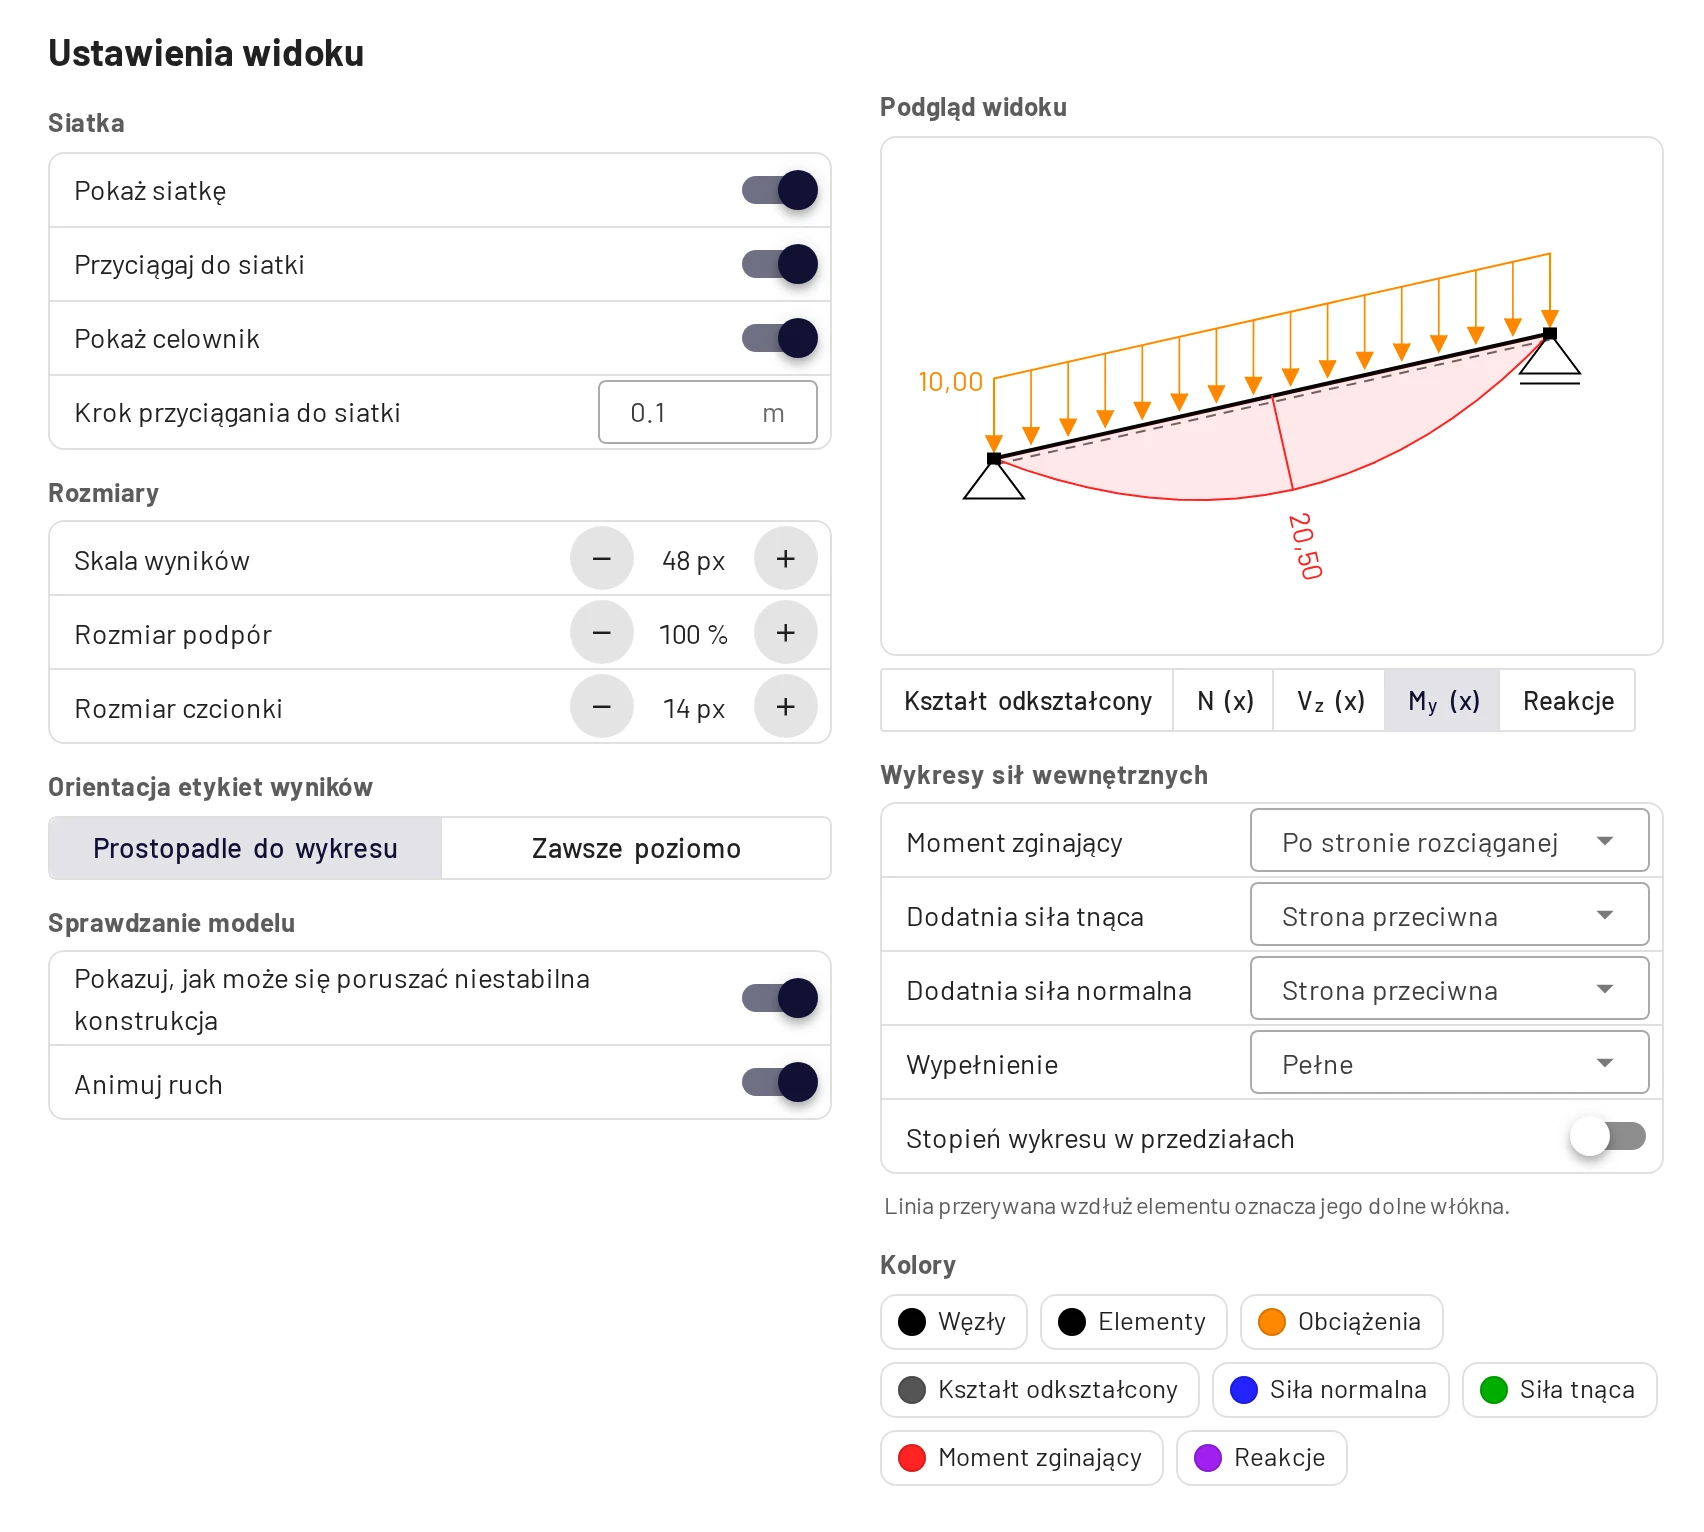 Ustawienia widoku
Siatka
Pokaż siatkę
Przyciągaj do siatki
Pokaż celownik
Krok przyciągania do siatki 0.1 m
Rozmiary
Skala wyników − 48 px +
Rozmiar podpór − 100 % +
Rozmiar czcionki − 14 px +
Orientacja etykiet wyników
Prostopadle do wykresu Zawsze poziomo
Sprawdzanie modelu
Pokazuj, jak może się poruszać niestabilna
konstrukcja
Animuj ruch
Podgląd widoku
10,00
20,50
Kształt odkształcony N (x) Vz (x) My (x) Reakcje
Wykresy sił wewnętrznych
Moment zginający Po stronie rozciąganej
Dodatnia siła tnąca Strona przeciwna
Dodatnia siła normalna Strona przeciwna
Wypełnienie Pełne
Stopień wykresu w przedziałach
Linia przerywana wzdłuż elementu oznacza jego dolne włókna.
Kolory
Węzły Elementy Obciążenia
Kształt odkształcony Siła normalna Siła tnąca
Moment zginający Reakcje